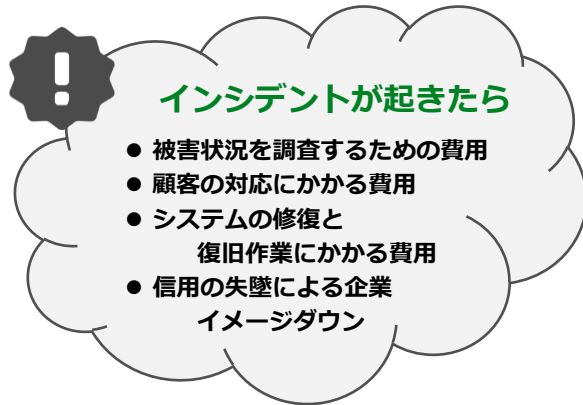 !
インシデントが起きたら
● 被害状況を調査するための費用
● 顧客の対応にかかる費用
● システムの修復と
復旧作業にかかる費用
● 信用の失墜による企業
イメージダウン